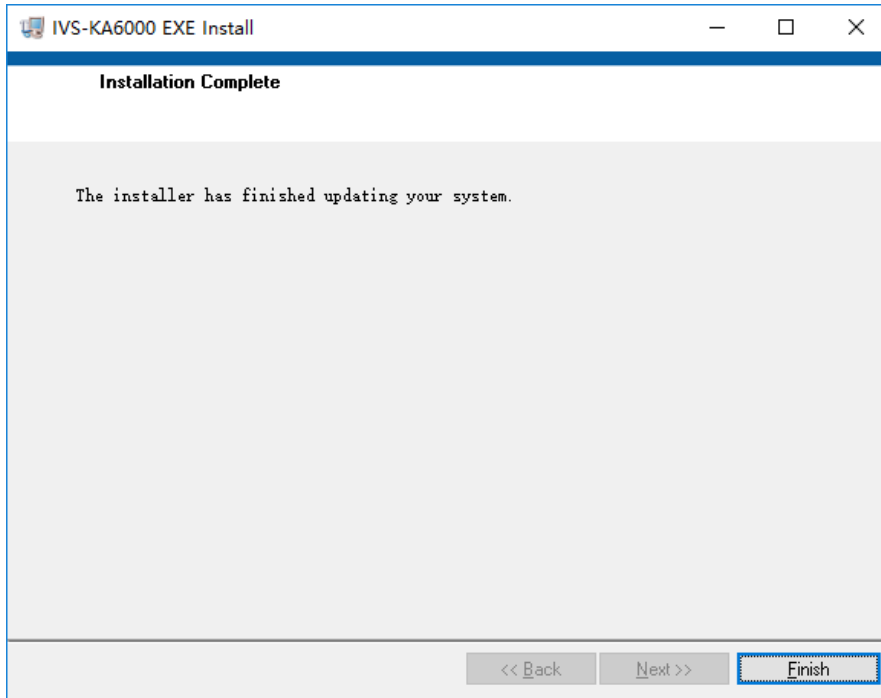 IVS-KA6000 EXE Install
Installation Complete
The installer has finished updating your system.
<< Back
Next >>
Finish